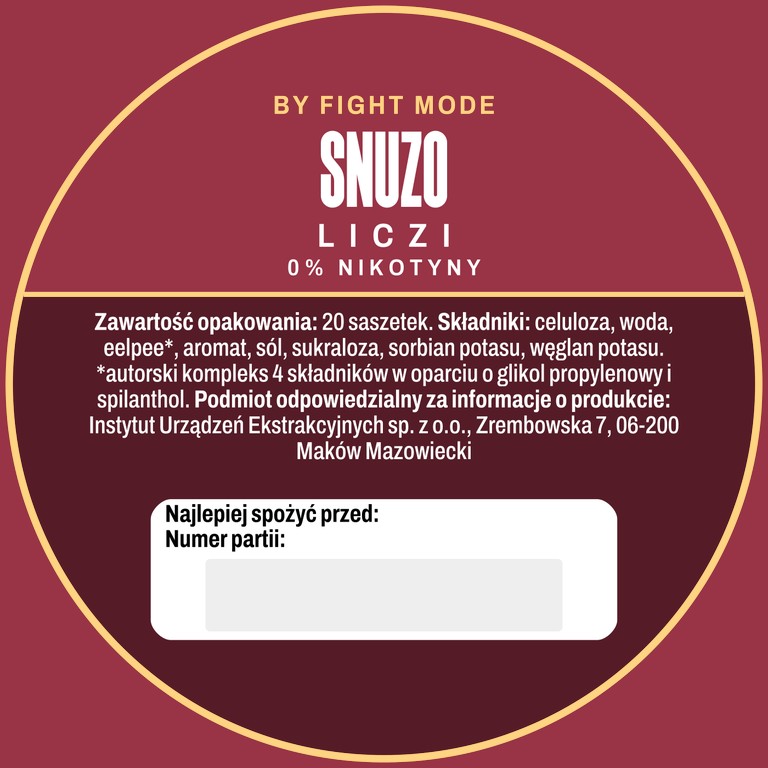 BY FIGHT MODE
SNUZO
LICZI
0% NIKOTYNY
Zawartość opakowania: 20 saszetek. Składniki: celuloza, woda,
eelpee*, aromat, sól, sukraloza, sorbian potasu, węglan potasu.
*autorski kompleks 4 składników w oparciu o glikol propylenowy i
spilanthol. Podmiot odpowiedzialny za informacje o produkcie:
Instytut Urządzeń Ekstrakcyjnych sp. z o.o., Zrembowska 7, 06-200
Maków Mazowiecki
Najlepiej spożyć przed:
Numer partii: